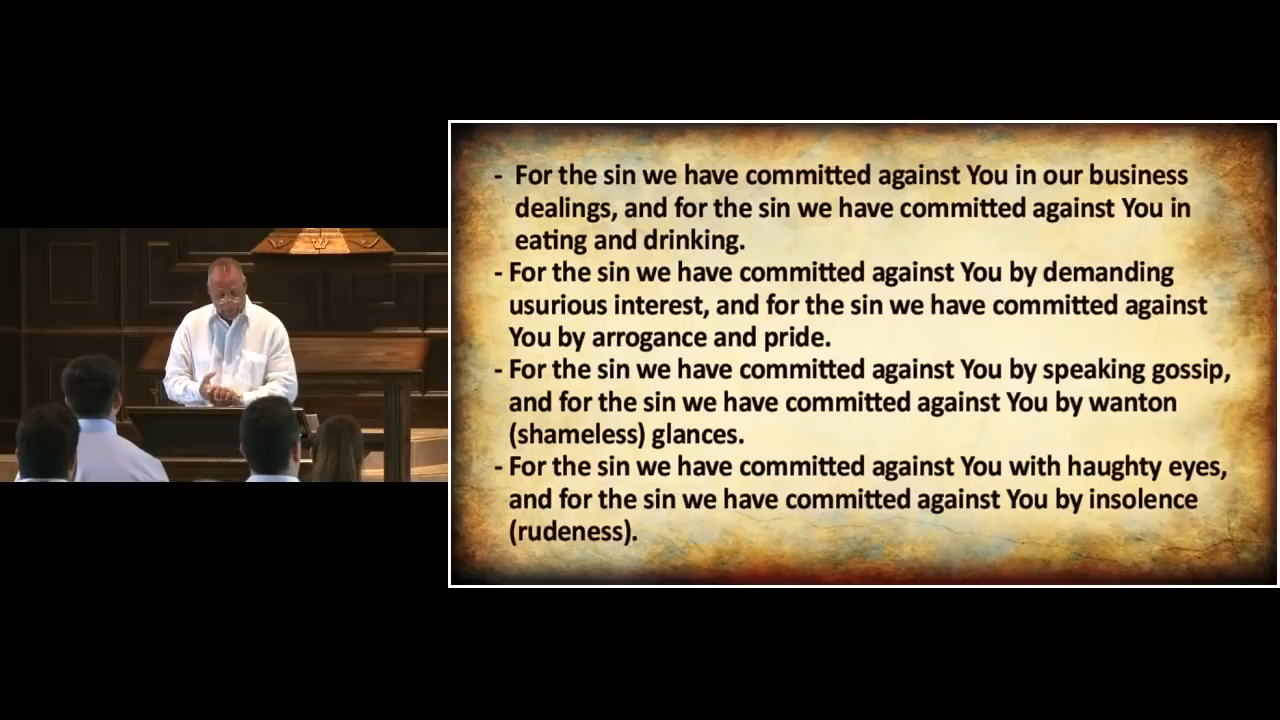 - For the sin we have committed against You in our business
dealings, and for the sin we have committed against You in
eating and drinking.
- For the sin we have committed against You by demanding
usurious interest, and for the sin we have committed against
You by arrogance and pride.
- For the sin we have committed against You by speaking gossip,
and for the sin we have committed against You by wanton
(shameless) glances.
- For the sin we have committed against You with haughty eyes,
and for the sin we have committed against You by insolence
(rudeness).